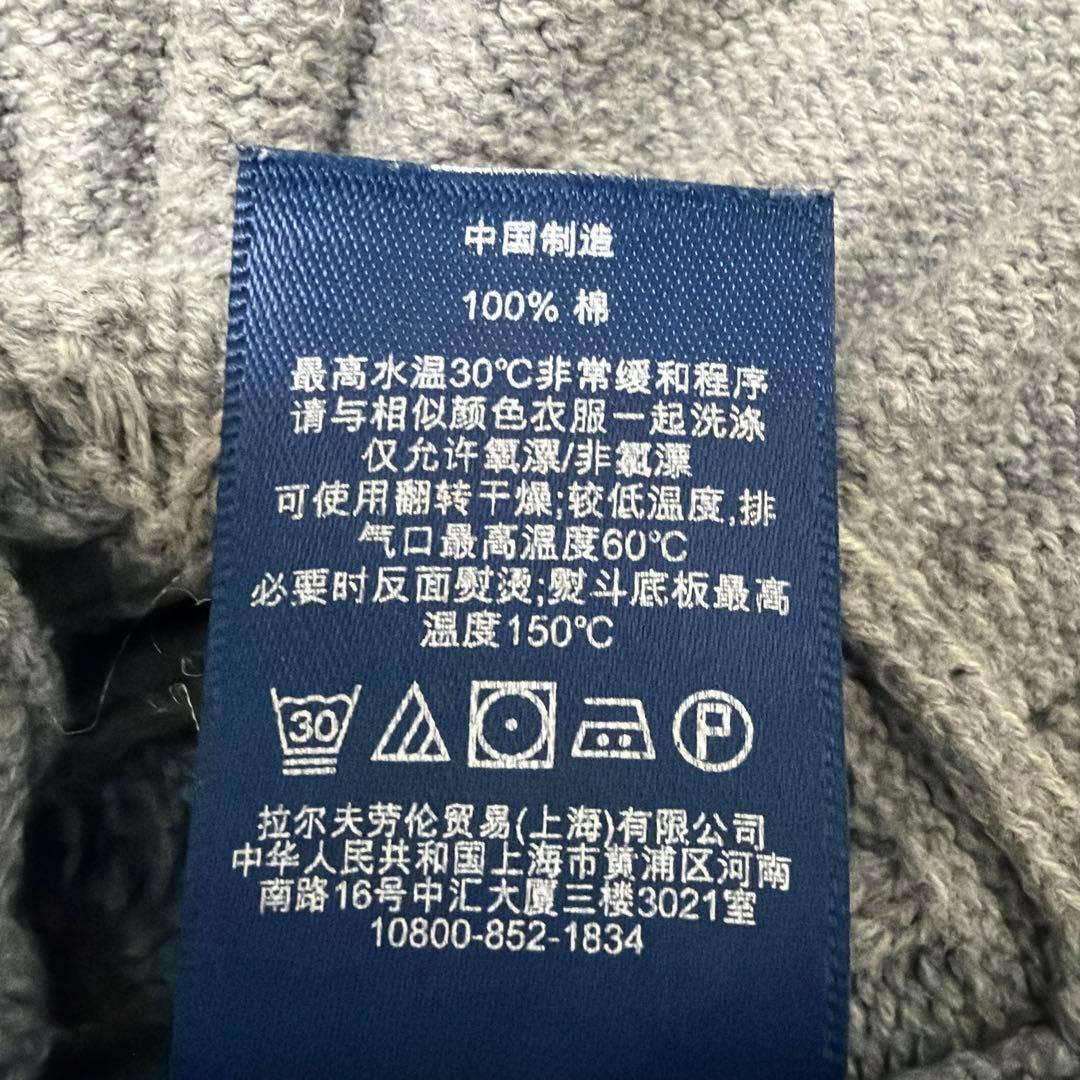 中国制造
100% 棉
最高水温30℃非常缓和程序
请与相似颜色衣服一起洗涤
仅允许氧漂/非氯漂
可使用翻转干燥;较低温度,排
气口最高温度60℃
必要时反面熨烫;熨斗底板最高
温度150℃
30 P
拉尔夫劳伦贸易(上海)有限公司
中华人民共和国上海市黄浦区河南
南路16号中汇大厦三楼3021室
10800-852-1834